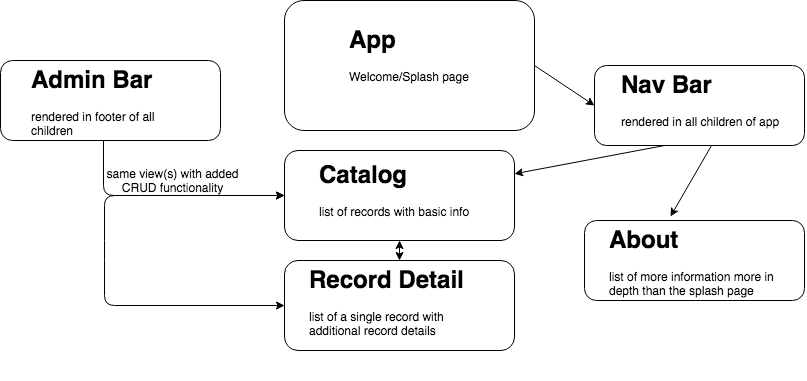 App
Welcome/Splash page
Admin Bar
rendered in footer of all
children
Nav Bar
rendered in all children of app
same view(s) with added
CRUD functionality
Catalog
list of records with basic info
About
list of more information more in
depth than the splash page
Record Detail
list of a single record with
additional record details